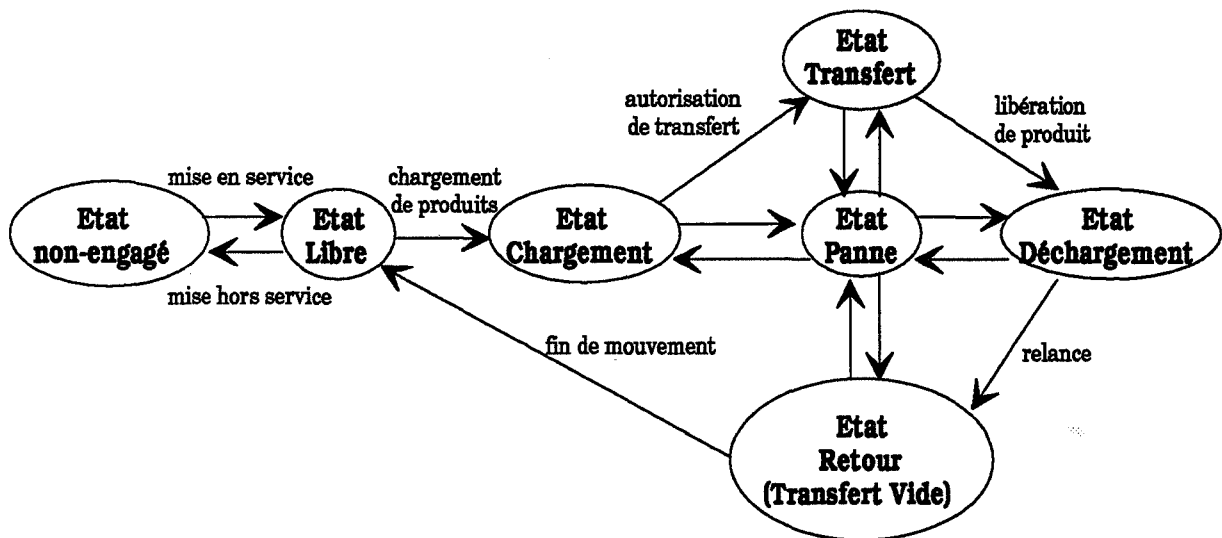 Etat
Transfert
autorisation
de transfert
libération
de produit
mise en service
chargement
de produits
Etat
non-engagé
Etat
Libre
Etat
Chargement
Etat
Panne
Etat
Déchargement
mise hors service
fin de mouvement
relance
Etat
Retour
(Transfert Vide)